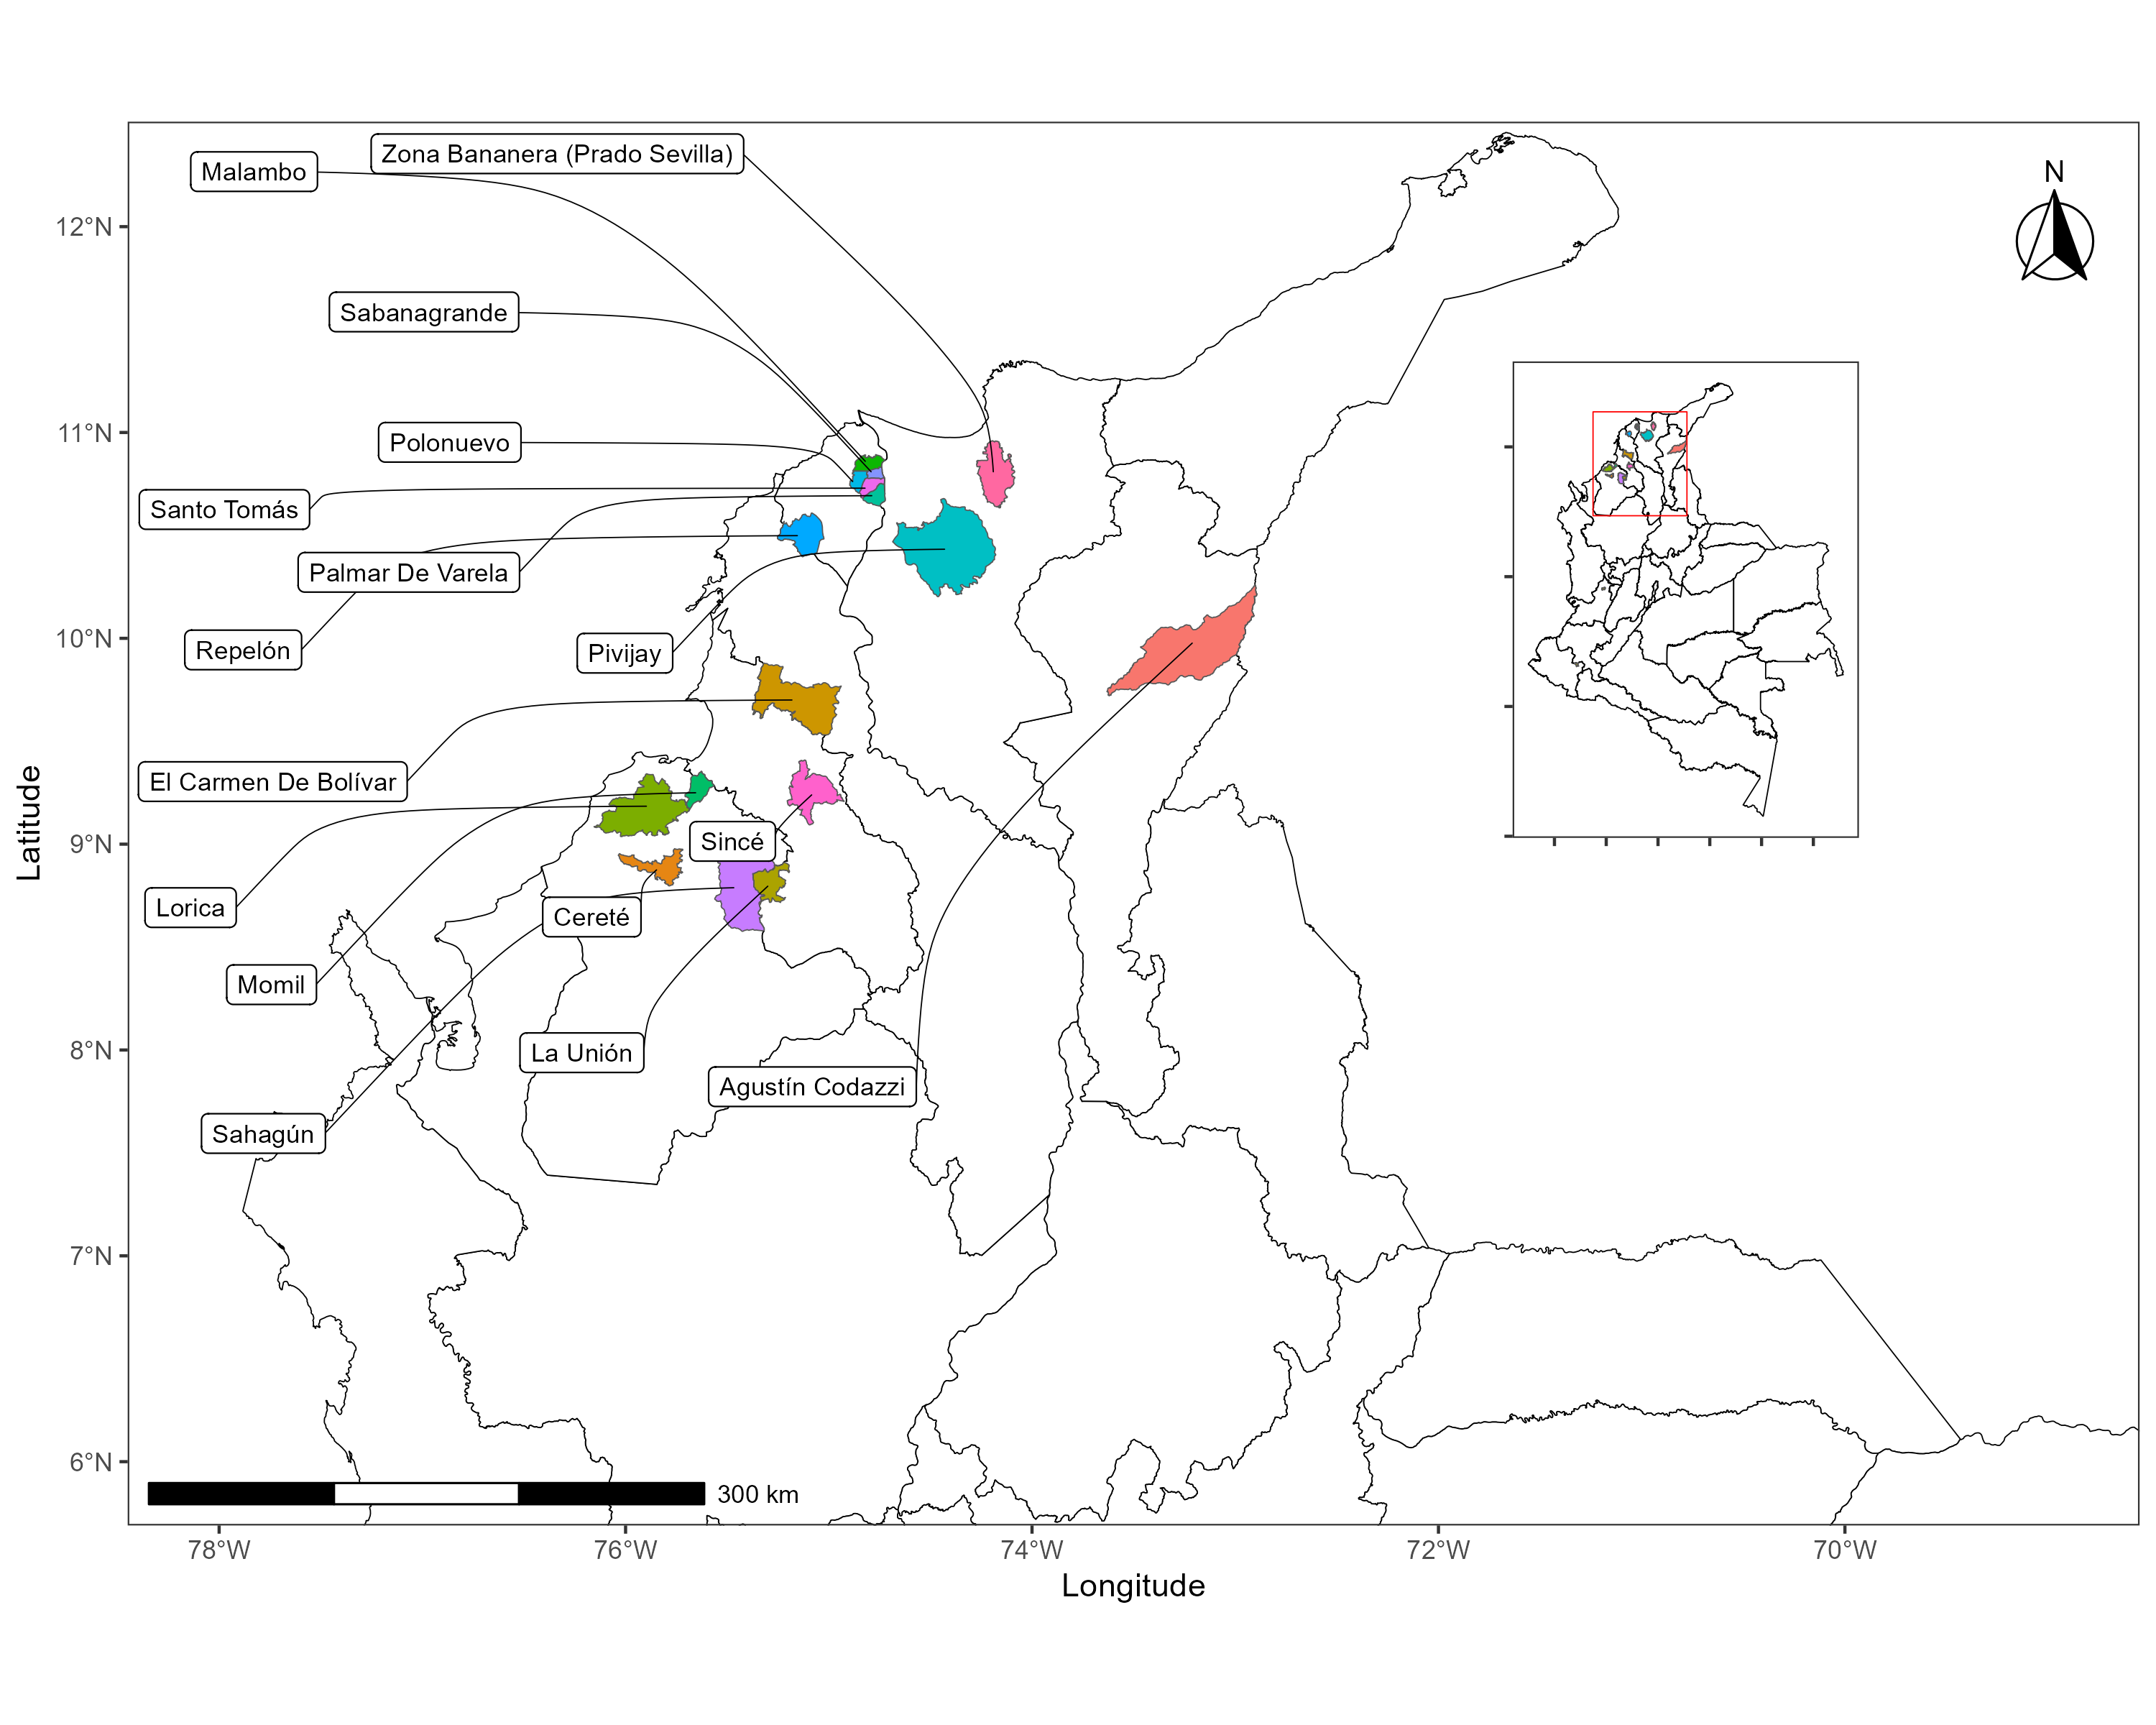 Zona Bananera (Prado Sevilla)
Malambo
N
12°N
Sabanagrande
11°N
Polonuevo
Santo Tomás
Palmar De Varela
10°N
Repelón
Pivijay
El Carmen De Bolívar
Latitude
9°N
Sincé
Lorica
Cereté
Momil
8°N
La Unión
Agustín Codazzi
Sahagún
7°N
6°N
300 km
78°W
76°W
74°W
72°W
70°W
Longitude